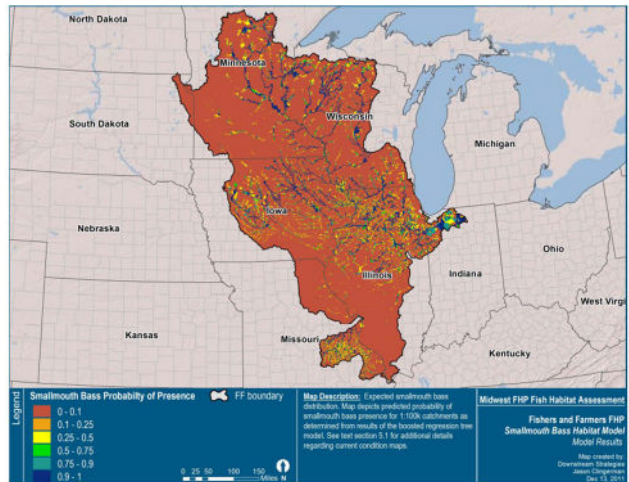 North Dakota
Minnesota
South Dakota
Wisconsin
Michigan
Iowa
Nebraska
Illinois
Indiana
Ohio
West Virgi
Kansas
Missouri
Kentucky
Legend
Smallmouth Bass Probabilty of Presence
FF boundary
0 - 0.1
0.1 - 0.25
0.25 - 0.5
0.5 - 0.75
0.75 - 0.9
0.9 - 1
0 25 50 100 150
Miles N
Map Description: Expected smallmouth bass
distribution. Map depicts predicted probability of
smallmouth bass presence for 1:100k catchments as
determined from results of the boosted regression tree
model. See text section 5.1 for additional details
regarding current condition maps.
Midwest FHP Fish Habitat Assessment
Fishers and Farmers FHP
Smallmouth Bass Habitat Model
Model Results
Map created by:
Downstream Strategies
Jason Clingerman
Dec 13, 2011